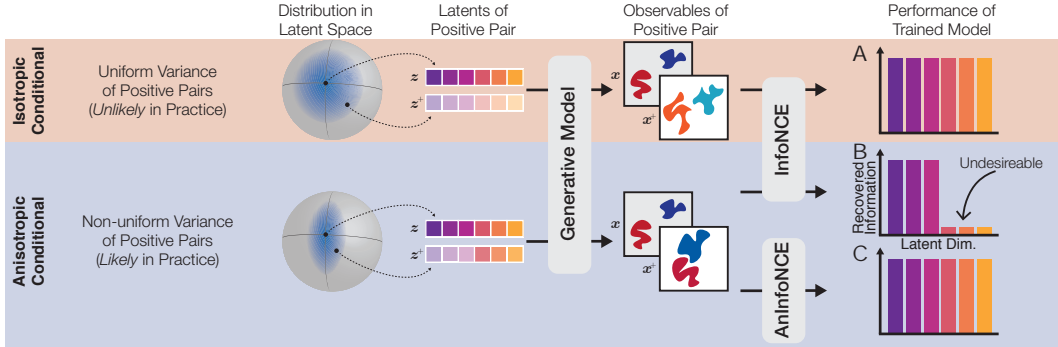 Distribution in
Latent Space
Latents of
Positive Pair
Observables of
Positive Pair
Performance of
Trained Model
Isotropic
Conditional
Uniform Variance
of Positive Pairs
(Unlikely in Practice)
z
z+
x
x+
A
Generative Model
InfoNCE
B
Recovered
Information
Undesireable
Latent Dim.
Anisotropic
Conditional
Non-uniform Variance
of Positive Pairs
(Likely in Practice)
z
z+
x
x+
AnInfoNCE
C